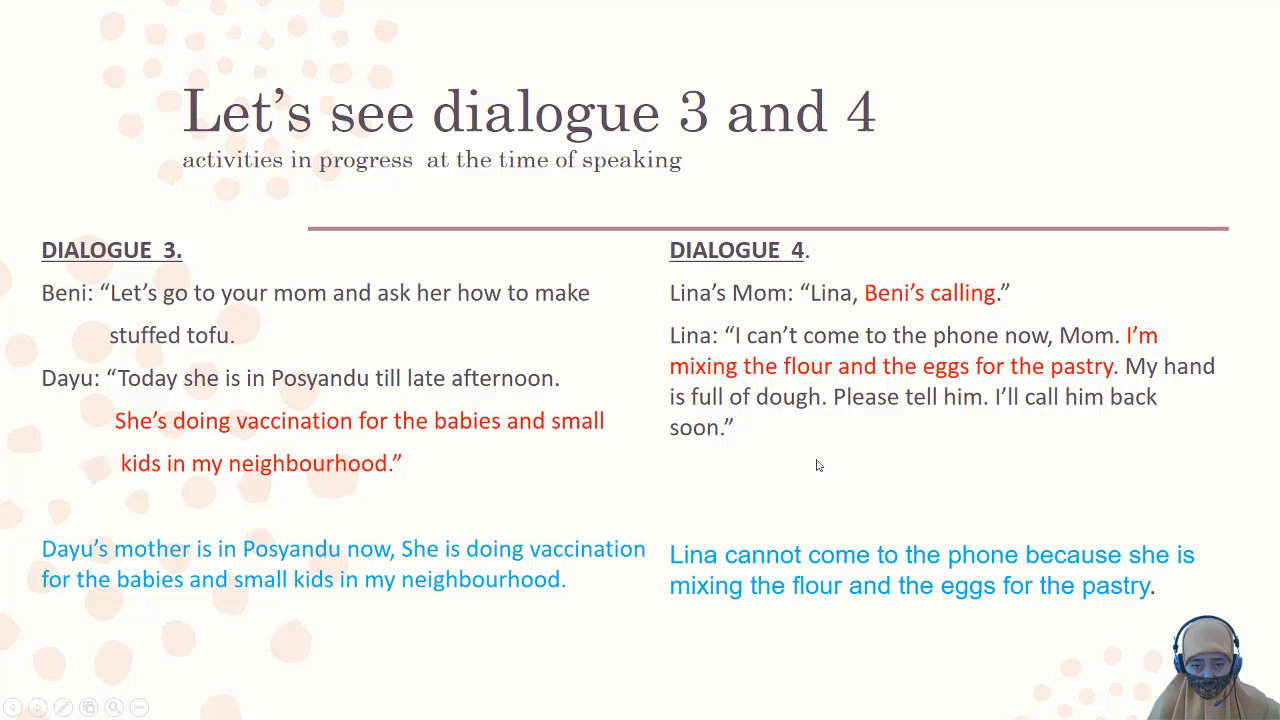 Let's see dialogue 3 and 4
activities in progress  at the time of speaking
DIALOGUE  3.
Beni: “Let’s go to your mom and ask her how to make
stuffed tofu.
Dayu: “Today she is in Posyandu till late afternoon.
She’s doing vaccination for the babies and small
kids in my neighbourhood.”
Dayu’s mother is in Posyandu now, She is doing vaccination
for the babies and small kids in my neighbourhood.
DIALOGUE  4.
Lina’s Mom: “Lina, Beni’s calling.”
Lina: “I can’t come to the phone now, Mom. I’m
mixing the flour and the eggs for the pastry. My hand
is full of dough. Please tell him. I’ll call him back
soon.”
Lina cannot come to the phone because she is
mixing the flour and the eggs for the pastry.